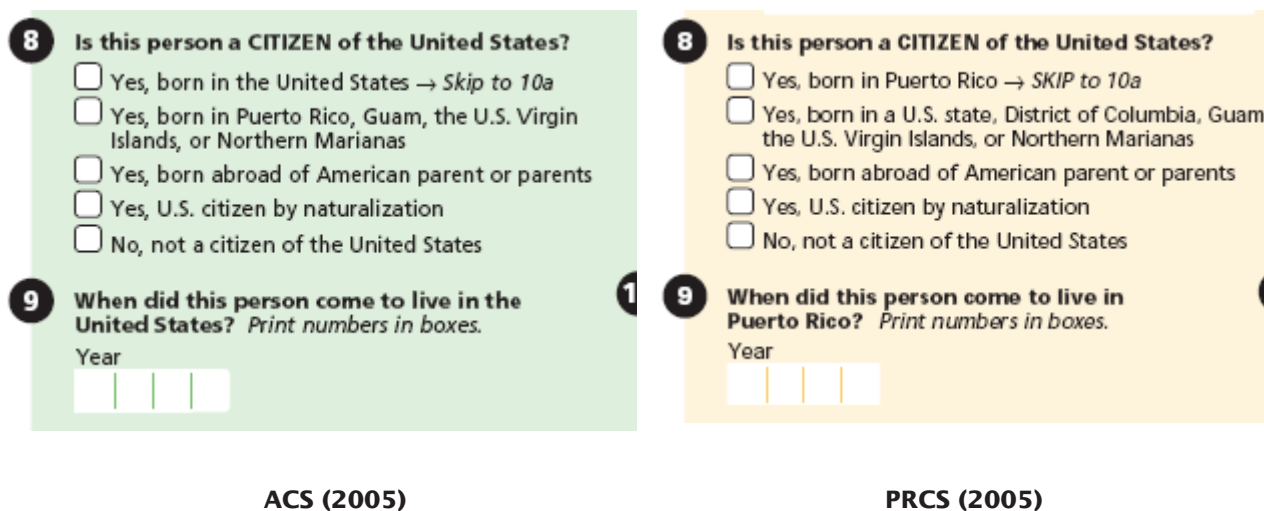 8 Is this person a CITIZEN of the United States?
Yes, born in the United States → Skip to 10a
Yes, born in Puerto Rico, Guam, the U.S. Virgin
Islands, or Northern Marianas
Yes, born abroad of American parent or parents
Yes, U.S. citizen by naturalization
No, not a citizen of the United States
9 When did this person come to live in the
United States? Print numbers in boxes.
Year
1
ACS (2005)
8 Is this person a CITIZEN of the United States?
Yes, born in Puerto Rico → SKIP to 10a
Yes, born in a U.S. state, District of Columbia, Guam
the U.S. Virgin Islands, or Northern Marianas
Yes, born abroad of American parent or parents
Yes, U.S. citizen by naturalization
No, not a citizen of the United States
9 When did this person come to live in
Puerto Rico? Print numbers in boxes.
Year
PRCS (2005)